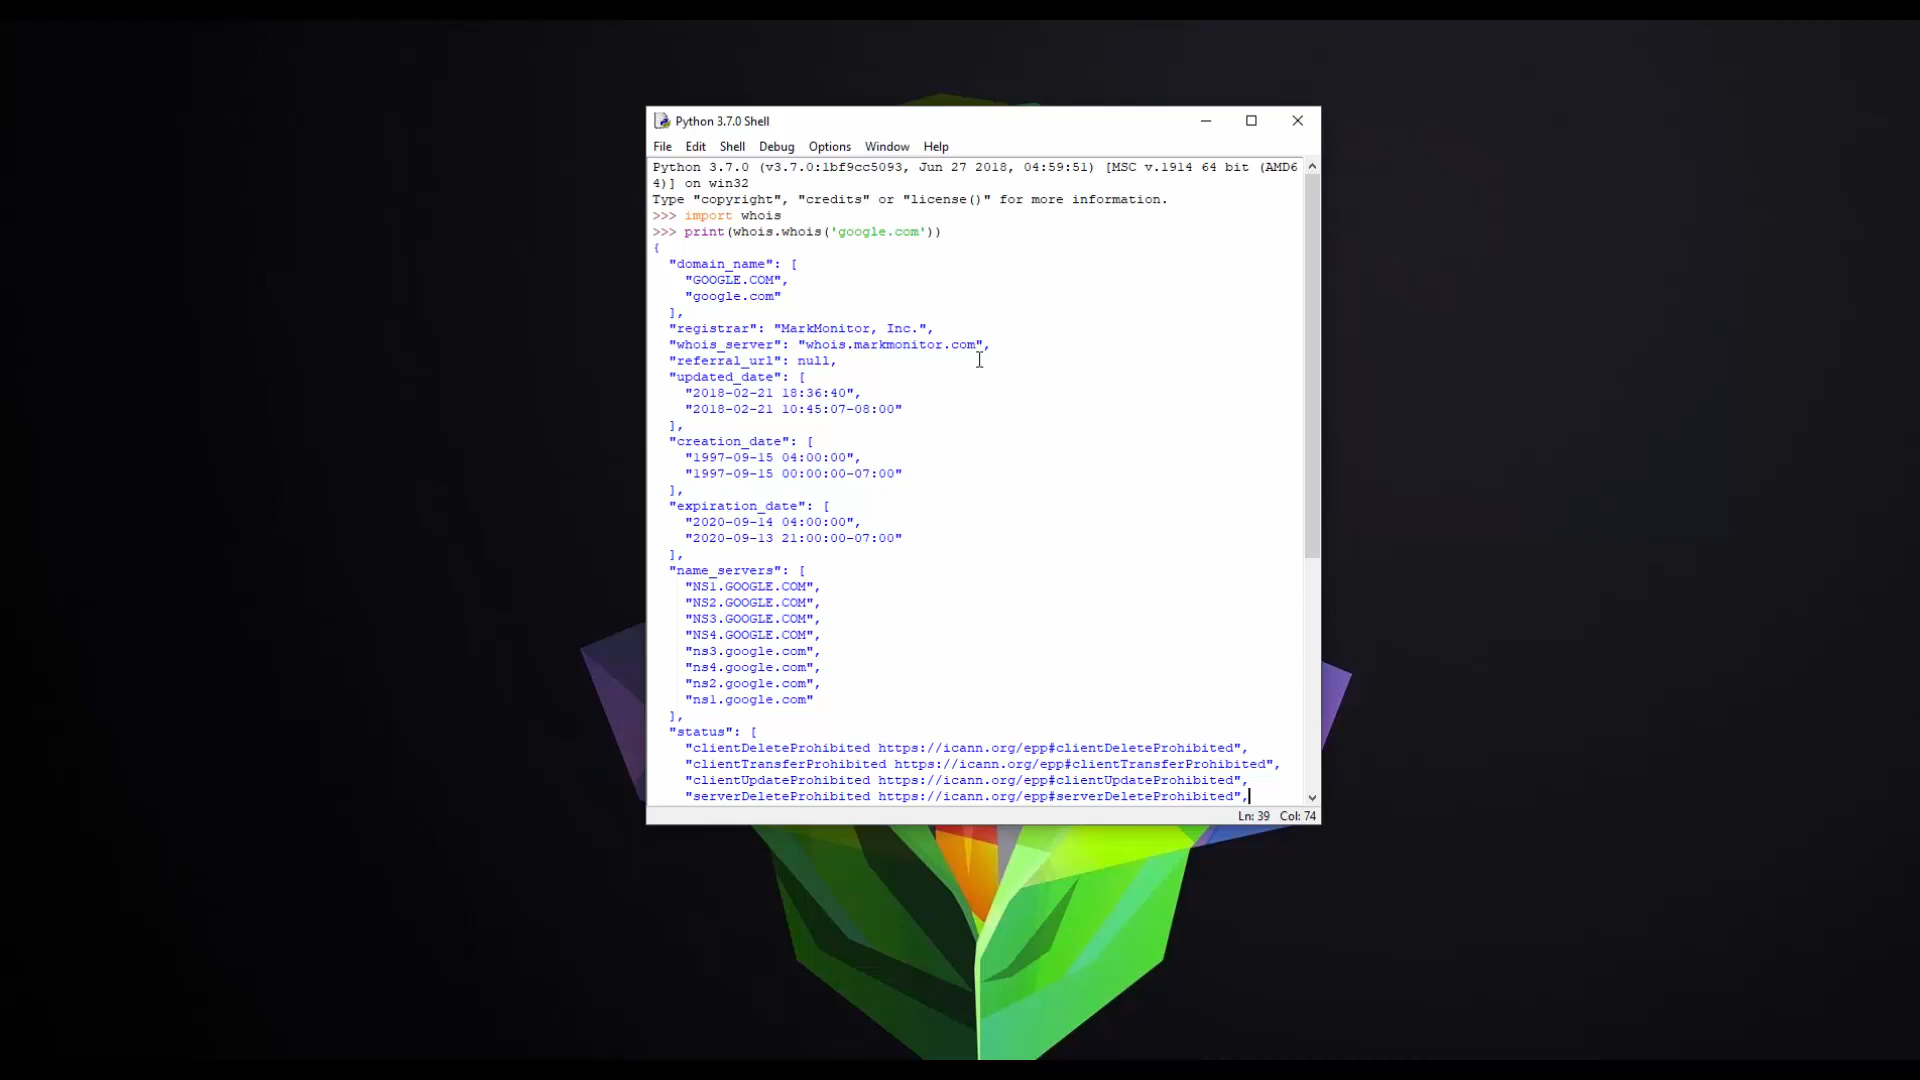 Python 3.7.0 Shell
File Edit Shell Debug Options Window Help
Python 3.7.0 (v3.7.0:1bf9cc5093, Jun 27 2018, 04:59:51) [MSC v.1914 64 bit (AMD6
4)] on win32
Type "copyright", "credits" or "license()" for more information.
>>> import whois
>>> print(whois.whois('google.com'))
{
  "domain_name": [
    "GOOGLE.COM",
    "google.com"
  ],
  "registrar": "MarkMonitor, Inc.",
  "whois_server": "whois.markmonitor.com",
  "referral_url": null,
  "updated_date": [
    "2018-02-21 18:36:40",
    "2018-02-21 10:45:07-08:00"
  ],
  "creation_date": [
    "1997-09-15 04:00:00",
    "1997-09-15 00:00:00-07:00"
  ],
  "expiration_date": [
    "2020-09-14 04:00:00",
    "2020-09-13 21:00:00-07:00"
  ],
  "name_servers": [
    "NS1.GOOGLE.COM",
    "NS2.GOOGLE.COM",
    "NS3.GOOGLE.COM",
    "NS4.GOOGLE.COM",
    "ns3.google.com",
    "ns4.google.com",
    "ns2.google.com",
    "ns1.google.com"
  ],
  "status": [
    "clientDeleteProhibited https://icann.org/epp#clientDeleteProhibited",
    "clientTransferProhibited https://icann.org/epp#clientTransferProhibited",
    "clientUpdateProhibited https://icann.org/epp#clientUpdateProhibited",
    "serverDeleteProhibited https://icann.org/epp#serverDeleteProhibited",
Ln: 39 Col: 74